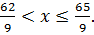 62/9 < x ≤ 65/9.